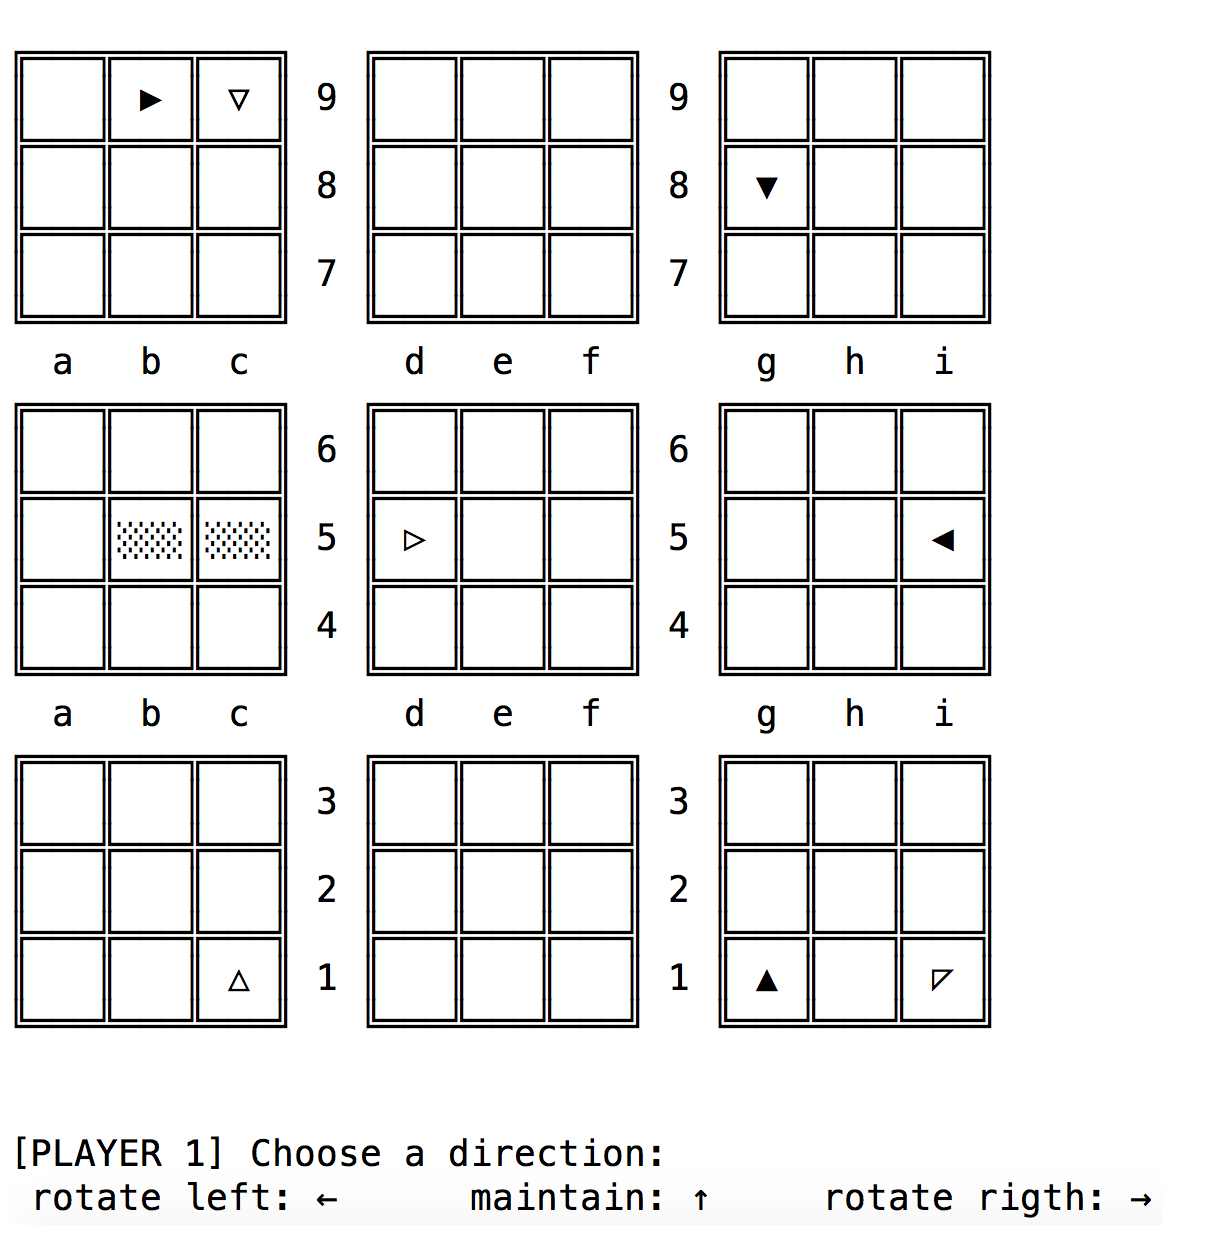 9 9
8 8
7 7
a b c d e f g h i
6 6
5 5
4 4
a b c d e f g h i
3 3
2 2
1 1
[PLAYER 1] Choose a direction:
rotate left: ← maintain: ↑ rotate rigth: →